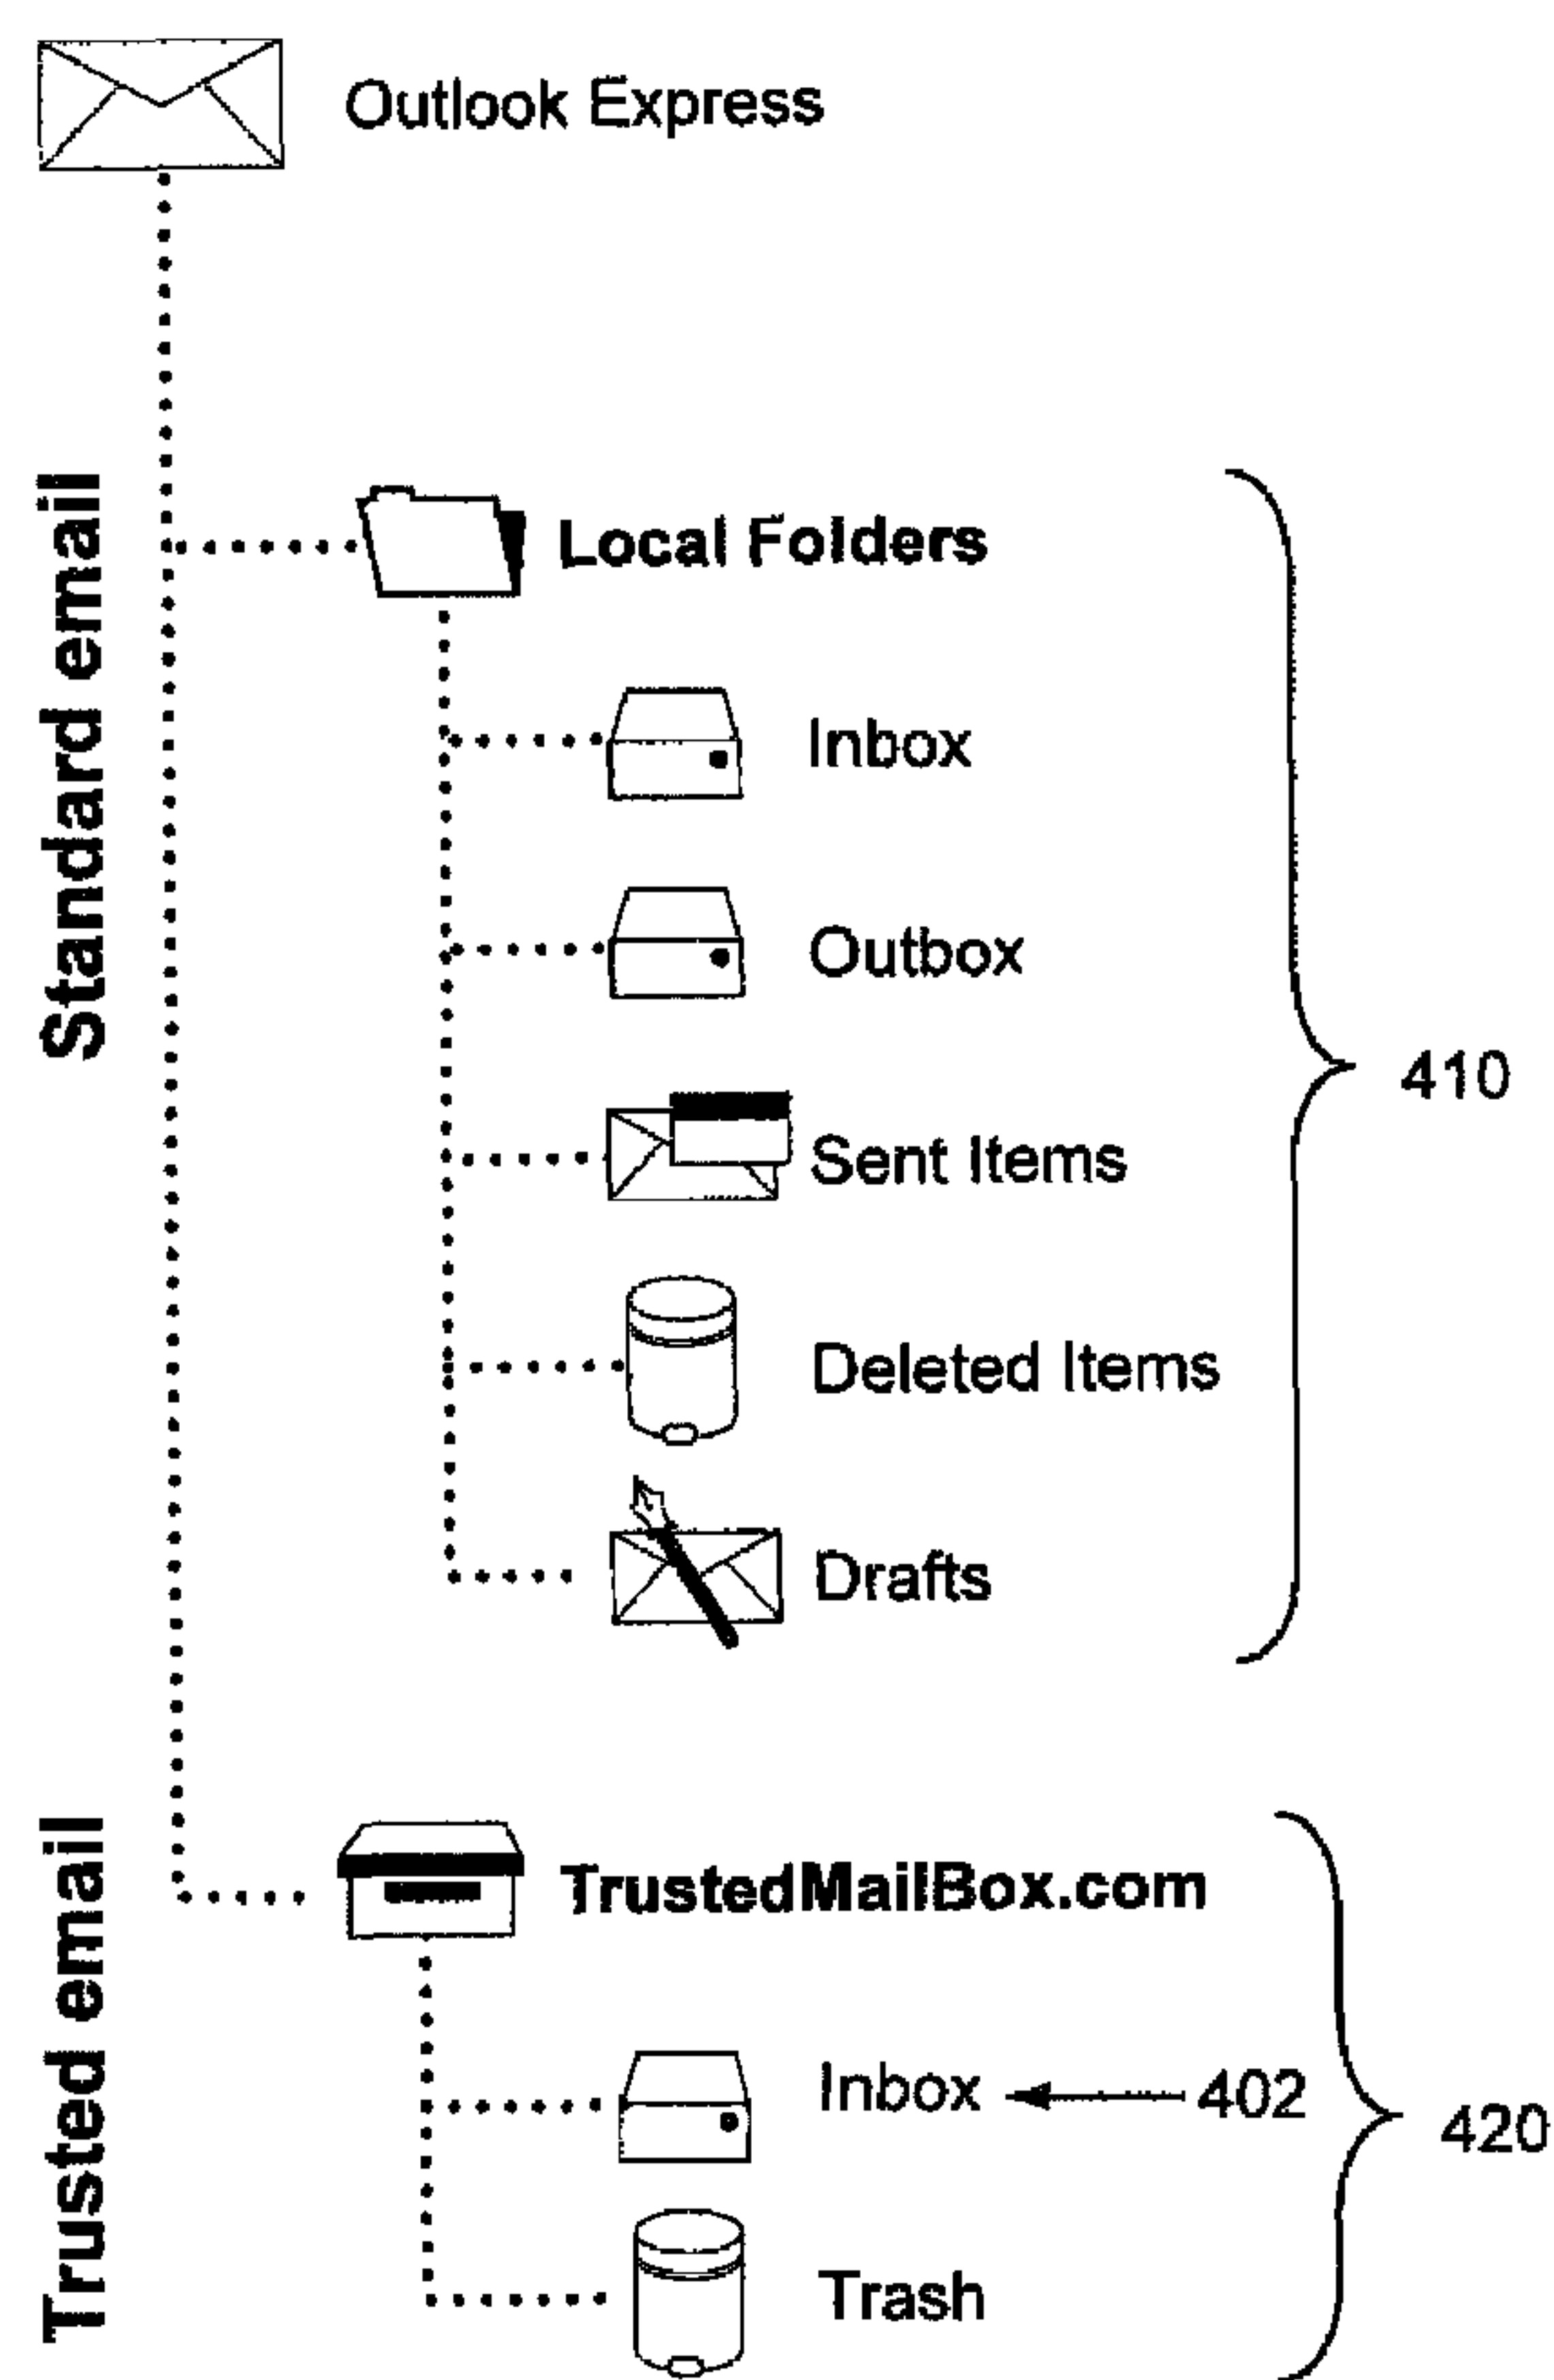 Outlook Express
Standard email
Local Folders
Inbox
Outbox
410
Sent Items
Deleted Items
Drafts
Trusted email
TrustedMailBox.com
Inbox
402
420
Trash